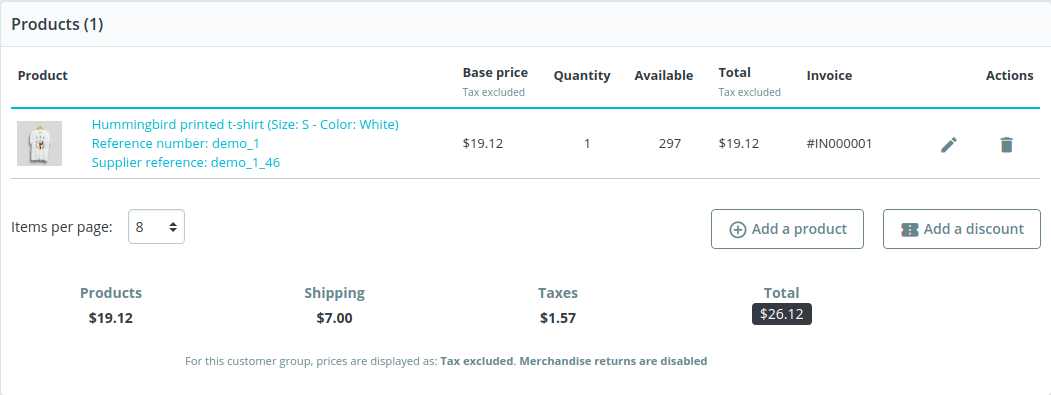 Products (1)
Product Base price Quantity Available Total Invoice Actions
Tax excluded Tax excluded
Hummingbird printed t-shirt (Size: S - Color: White)
Reference number: demo_1
Supplier reference: demo_1_46
$19.12 1 297 $19.12 #IN000001
Items per page: 8
Add a product
Add a discount
Products Shipping Taxes Total
$19.12 $7.00 $1.57 $26.12
For this customer group, prices are displayed as: Tax excluded. Merchandise returns are disabled